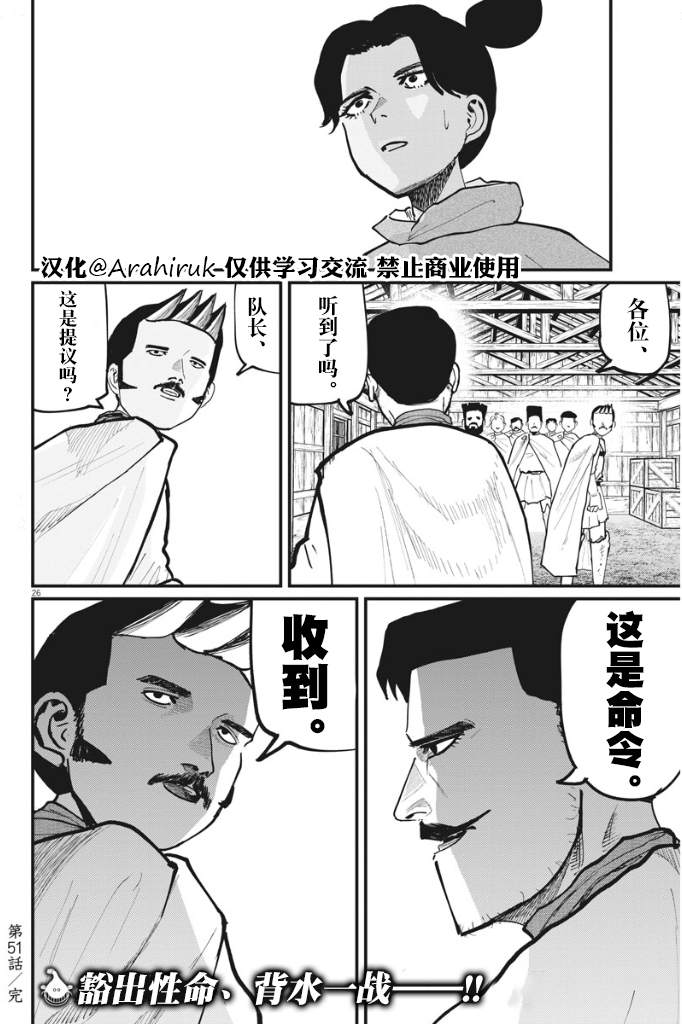 汉化@Arahiruk-仅供学习交流-禁止商业使用
各位、
听到了吗。
队长、
这是提议吗？
26
这是命令。
收到。
第51話／完
豁出性命、背水一战——!!